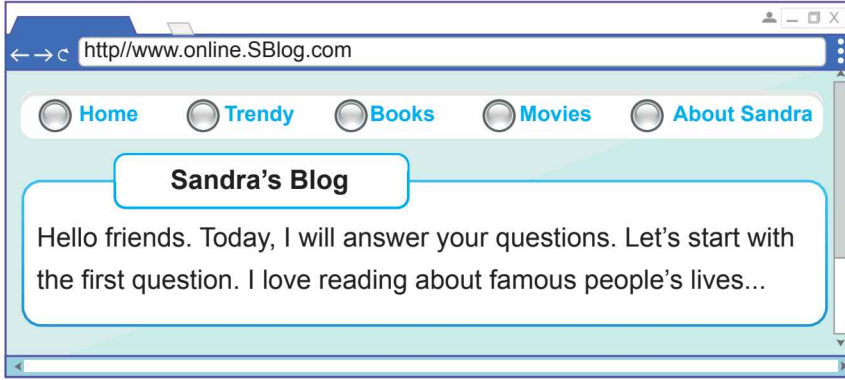 http//www.online.SBlog.com
Home Trendy Books Movies About Sandra
Sandra's Blog
Hello friends. Today, I will answer your questions. Let's start with
the first question. I love reading about famous people's lives...